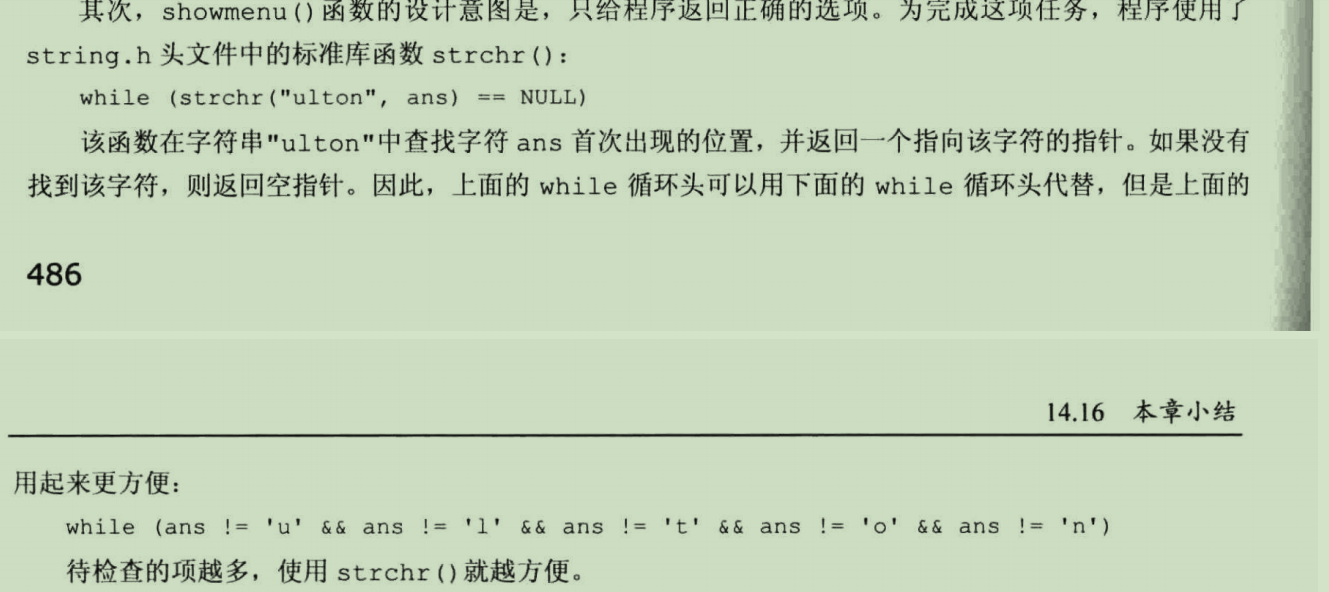 其次，showmenu()函数的设计意图是，只给程序返回正确的选项。为完成这项任务，程序使用了
string.h 头文件中的标准库函数 strchr()：
while (strchr("ulton", ans) == NULL)
该函数在字符串"ulton"中查找字符 ans 首次出现的位置，并返回一个指向该字符的指针。如果没有
找到该字符，则返回空指针。因此，上面的 while 循环头可以用下面的 while 循环头代替，但是上面的
486
14.16 本章小结
用起来更方便：
while (ans != 'u' && ans != 'l' && ans != 't' && ans != 'o' && ans != 'n')
待检查的项越多，使用 strchr()就越方便。